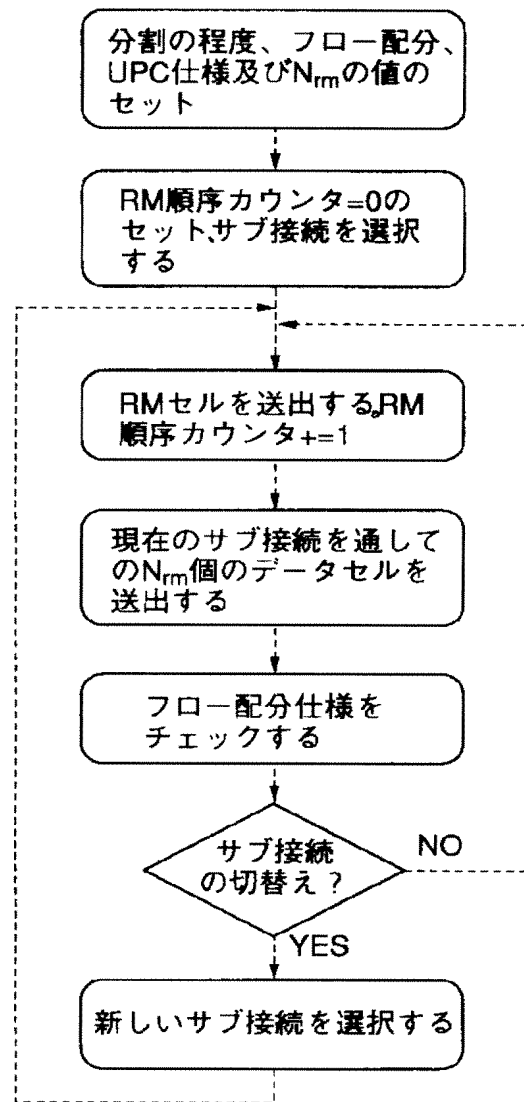 分割の程度、フロー配分、
UPC仕様及びNrmの値の
セット
RM順序カウンタ=0の
セット、サブ接続を選択
する
RMセルを送出する。RM
順序カウンタ+=1
現在のサブ接続を通して
のNrm個のデータセルを
送出する
フロー配分仕様を
チェックする
サブ接続
の切替え?
NO
YES
新しいサブ接続を選択する